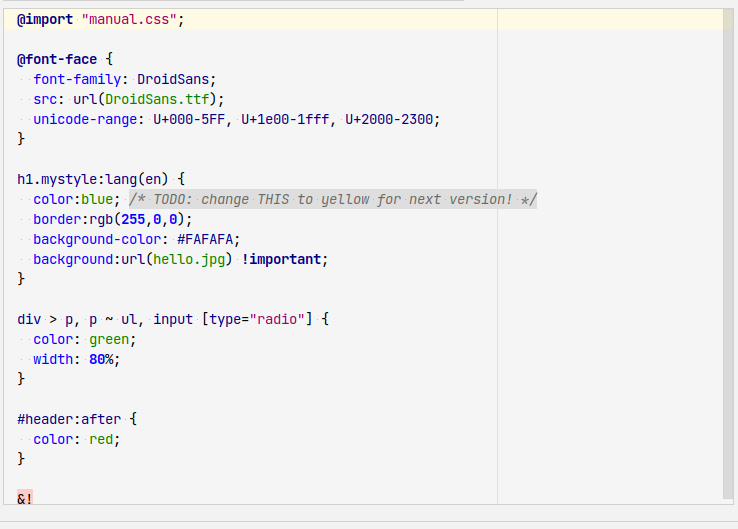 @import "manual.css";
@font-face {
font-family: DroidSans;
src: url(DroidSans.ttf);
unicode-range: U+000-5FF, U+1e00-1fff, U+2000-2300;
}
h1.mystyle:lang(en) {
color:blue; /* TODO: change THIS to yellow for next version! */
border:rgb(255,0,0);
background-color: #FAFAFA;
background:url(hello.jpg) !important;
}
div > p, p ~ ul, input [type="radio"] {
color: green;
width: 80%;
}
#header:after {
color: red;
}
&!